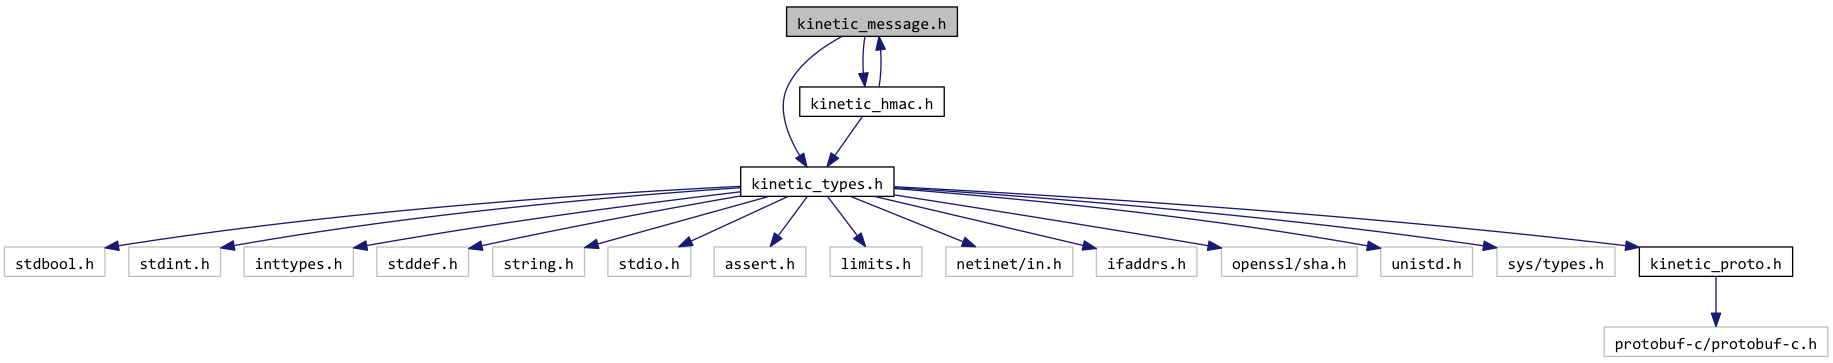 kinetic_message.h
kinetic_hmac.h
kinetic_types.h
stdbool.h
stdint.h
inttypes.h
stddef.h
string.h
stdio.h
assert.h
limits.h
netinet/in.h
ifaddrs.h
openssl/sha.h
unistd.h
sys/types.h
kinetic_proto.h
protobuf-c/protobuf-c.h